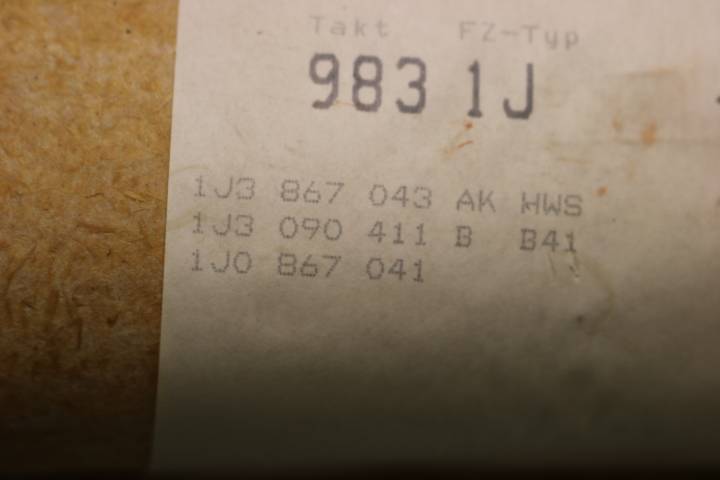 Takt FZ-Typ
983 1J
1J3 867 043 AK HWS
1J3 090 411 B B41
1J0 867 041